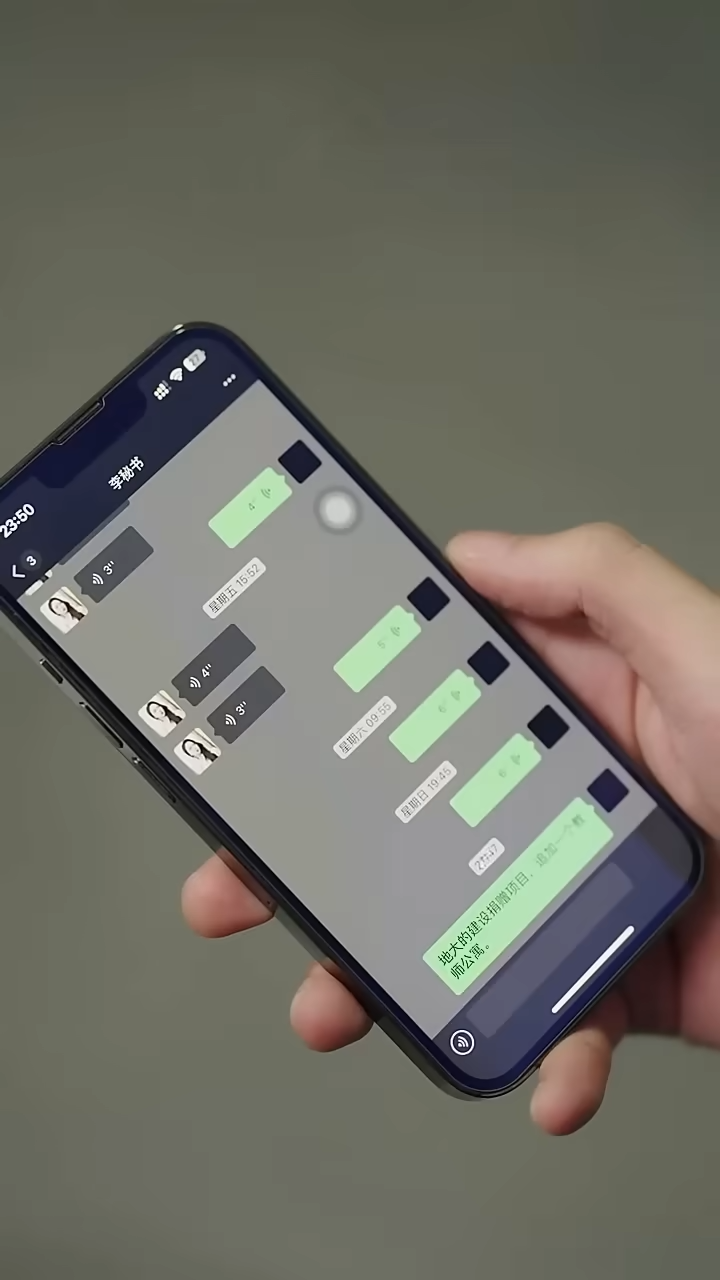 23:50
27
3
李秘书
4"
3"
星期五 15:52
5"
4"
3"
星期六 09:55
6"
星期日 19:45
6"
地大的建设捐赠项目，追加一个教
师公寓。